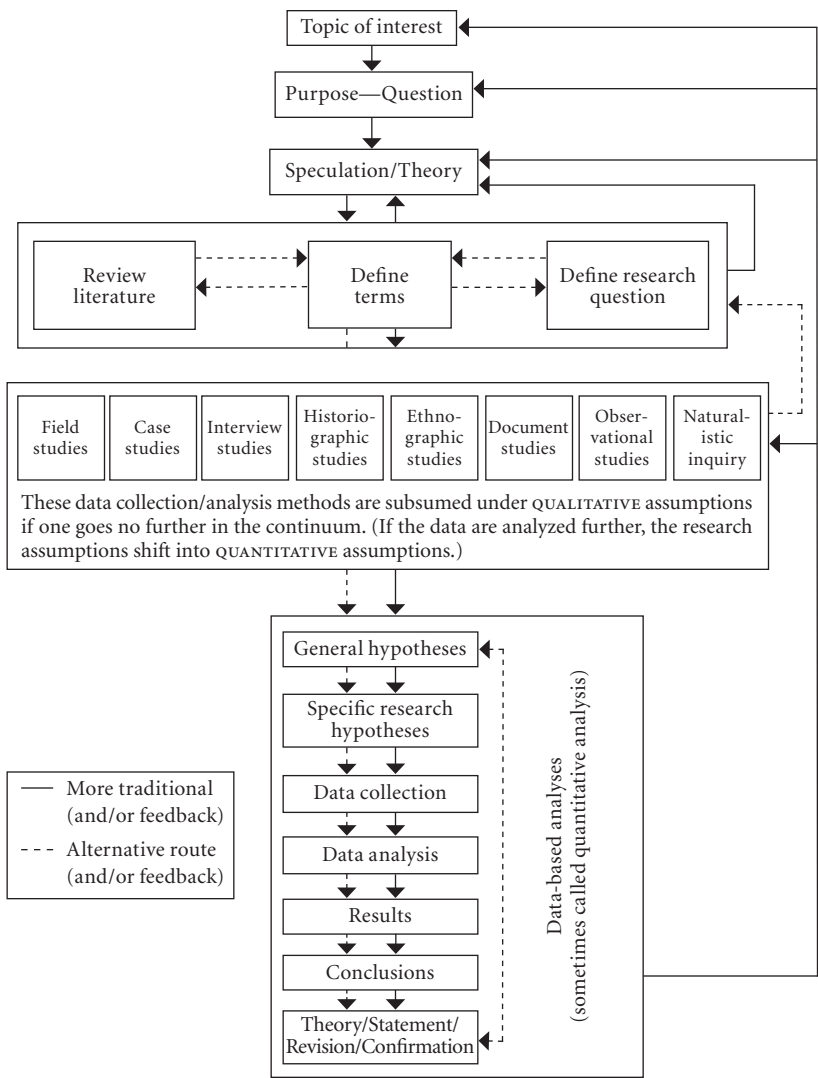 Topic of interest
Purpose—Question
Speculation/Theory
Review
literature
Define
terms
Define research
question
Field
studies
Case
studies
Interview
studies
Historio-
graphic
studies
Ethno-
graphic
studies
Document
studies
Obser-
vational
studies
Natural-
istic
inquiry
These data collection/analysis methods are subsumed under QUALITATIVE assumptions
if one goes no further in the continuum. (If the data are analyzed further, the research
assumptions shift into QUANTITATIVE assumptions.)
General hypotheses
Specific research
hypotheses
Data collection
Data analysis
Results
Conclusions
Theory/Statement/
Revision/Confirmation
Data-based analyses
(sometimes called quantitative analysis)
More traditional
(and/or feedback)
Alternative route
(and/or feedback)